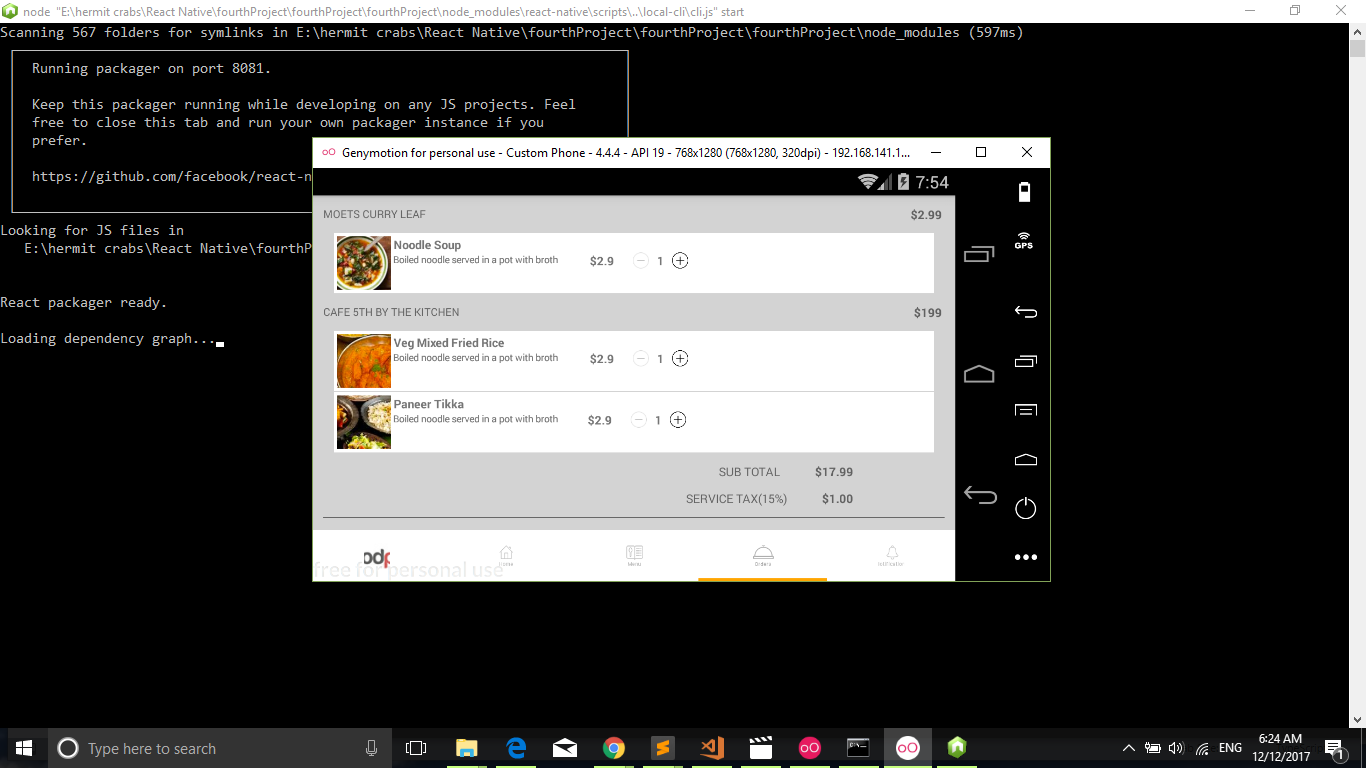 node "E:\hermit crabs\React Native\fourthProject\fourthProject\fourthProject\node_modules\react-native\scripts\..\local-cli\cli.js" start
Scanning 567 folders for symlinks in E:\hermit crabs\React Native\fourthProject\fourthProject\fourthProject\node_modules (597ms)
Running packager on port 8081.
Keep this packager running while developing on any JS projects. Feel
free to close this tab and run your own packager instance if you
prefer.
https://github.com/facebook/react-n
Looking for JS files in
E:\hermit crabs\React Native\fourthP
React packager ready.
Loading dependency graph...
Genymotion for personal use - Custom Phone - 4.4.4 - API 19 - 768x1280 (768x1280, 320dpi) - 192.168.141.1...
7:54
MOETS CURRY LEAF $2.99
Noodle Soup
Boiled noodle served in a pot with broth $2.9 1
CAFE 5TH BY THE KITCHEN $199
Veg Mixed Fried Rice
Boiled noodle served in a pot with broth $2.9 1
Paneer Tikka
Boiled noodle served in a pot with broth $2.9 1
SUB TOTAL $17.99
SERVICE TAX(15%) $1.00
odp
Home Menu Orders Notification
free for personal use
GPS
Type here to search
ENG
6:24 AM
12/12/2017
1